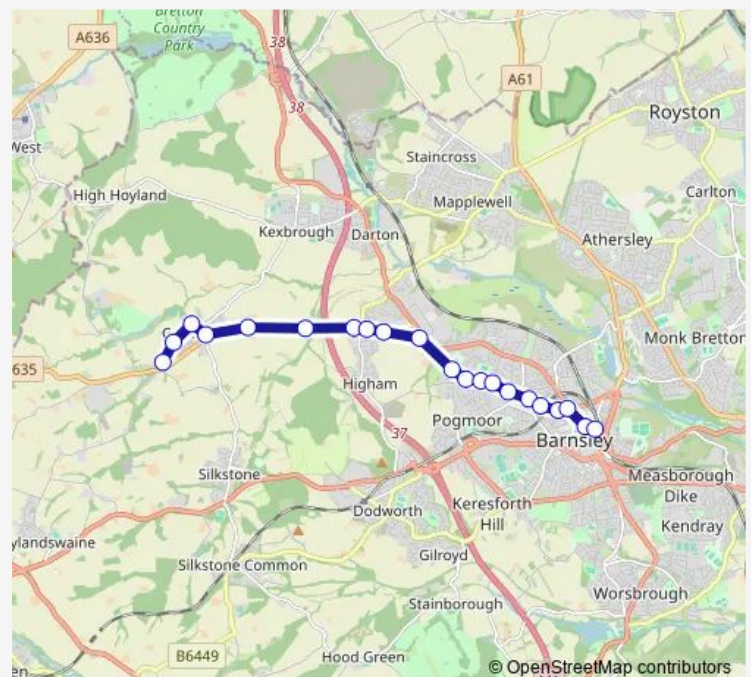 Bretton
Country
Park
A636
38
38
A61
Royston
West
Staincross
High Hoyland
Mapplewell
Carlton
Kexbrough
Darton
Athersley
C
Monk Bretton
635
Higham
37
Pogmoor
Barnsley
Silkstone
Measborough
Dike
Keresforth
Hill
Dodworth
Kendray
ylandswaine
Gilroyd
Silkstone Common
Stainborough
Worsbrough
B6449
Hood Green
en
© OpenStreetMap contributors